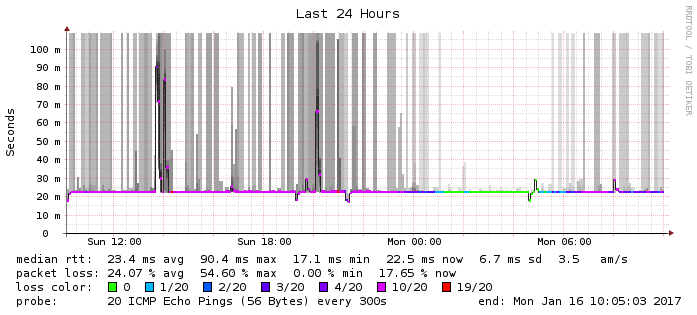 Last 24 Hours
RRDTOOL / TOBI OETIKER
Seconds
100 m
90 m
80 m
70 m
60 m
50 m
40 m
30 m
20 m
10 m
0
Sun 12:00 Sun 18:00 Mon 00:00 Mon 06:00
median rtt: 23.4 ms avg 90.4 ms max 17.1 ms min 22.5 ms now 6.7 ms sd 3.5 am/s
packet loss: 24.07 % avg 54.60 % max 0.00 % min 17.65 % now
loss color: 0 1/20 2/20 3/20 4/20 10/20 19/20
probe: 20 ICMP Echo Pings (56 Bytes) every 300s end: Mon Jan 16 10:05:03 2017